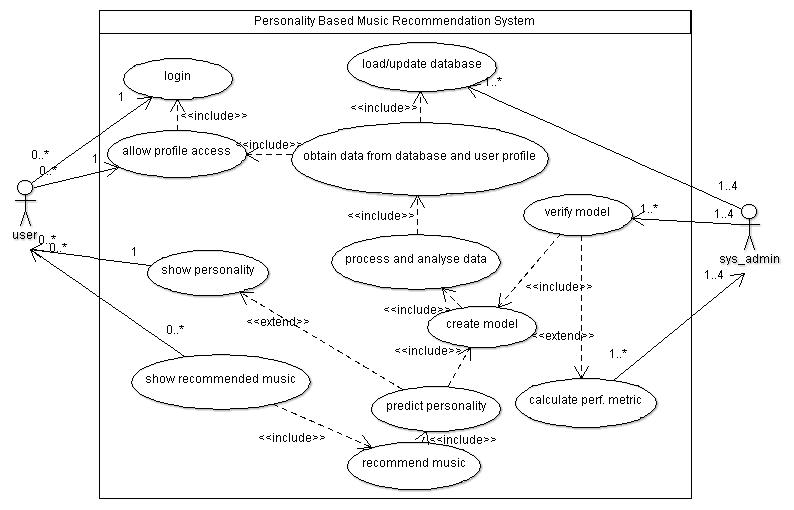 Personality Based Music Recommendation System
login
load/update database
1
1..*
<<include>>
<<include>>
0..*
1
allow profile access
<<include>>
obtain data from database and user profile
0..*
1..4
user
<<include>>
verify model
1..*
1..4
sys_admin
0..*
0..*
1
show personality
process and analyse data
1..4
<<include>>
<<include>>
create model
<<extend>>
<<extend>>
0..*
<<include>>
1..*
show recommended music
predict personality
calculate perf. metric
<<include>>
<<include>>
recommend music